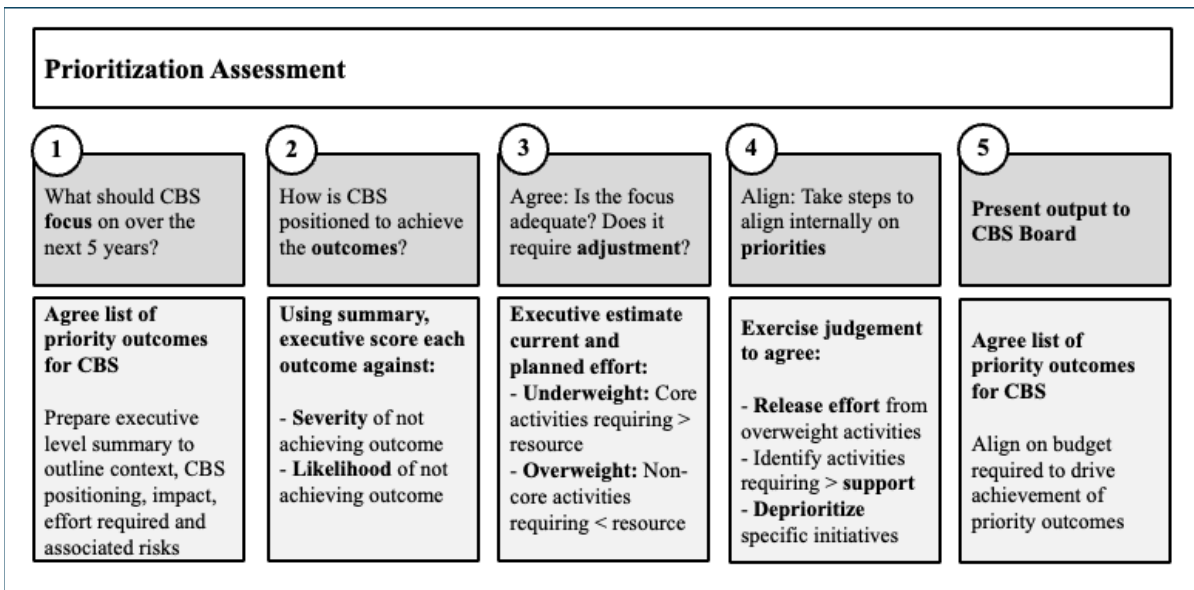 Prioritization Assessment
1
What should CBS
focus on over the
next 5 years?
Agree list of
priority outcomes
for CBS
Prepare executive
level summary to
outline context, CBS
positioning, impact,
effort required and
associated risks
2
How is CBS
positioned to achieve
the outcomes?
Using summary,
executive score each
outcome against:
- Severity of not
achieving outcome
- Likelihood of not
achieving outcome
3
Agree: Is the focus
adequate? Does it
require adjustment?
Executive estimate
current and
planned effort:
- Underweight: Core
activities requiring >
resource
- Overweight: Non-
core activities
requiring < resource
4
Align: Take steps to
align internally on
priorities
Exercise judgement
to agree:
- Release effort from
overweight activities
- Identify activities
requiring > support
- Deprioritize
specific initiatives
5
Present output to
CBS Board
Agree list of
priority outcomes
for CBS
Align on budget
required to drive
achievement of
priority outcomes